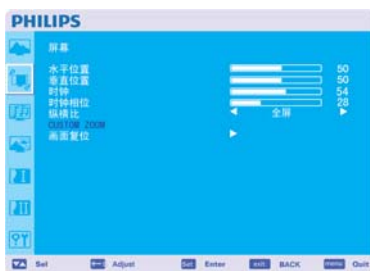 PHILIPS
屏幕
水平位置 50
垂直位置 50
时钟 54
时钟相位 28
纵横比 全屏
CUSTOM ZOOM
画面复位
Sel Adjust Set Enter exit BACK menu Quit